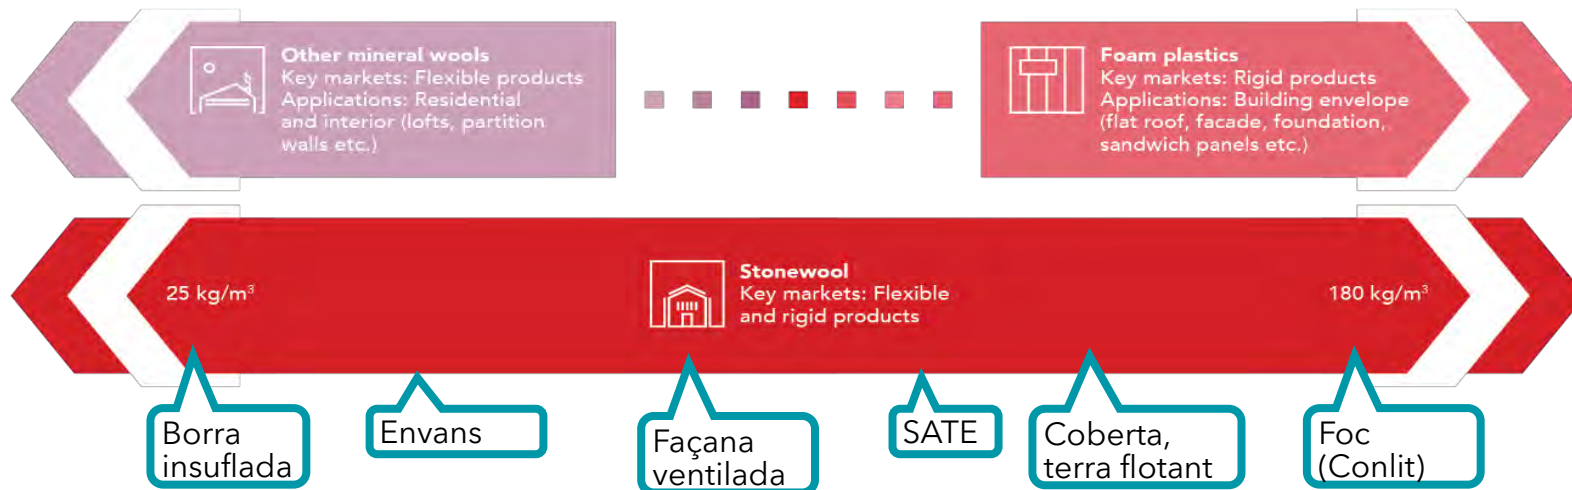 Other mineral wools
Key markets: Flexible products
Applications: Residential
and interior (lofts, partition
walls etc.)
Foam plastics
Key markets: Rigid products
Applications: Building envelope
(flat roof, facade, foundation,
sandwich panels etc.)
25 kg/m³
Stonewool
Key markets: Flexible
and rigid products
180 kg/m³
Borra
insuflada
Envans
Façana
ventilada
SATE
Coberta,
terra flotant
Foc
(Conlit)